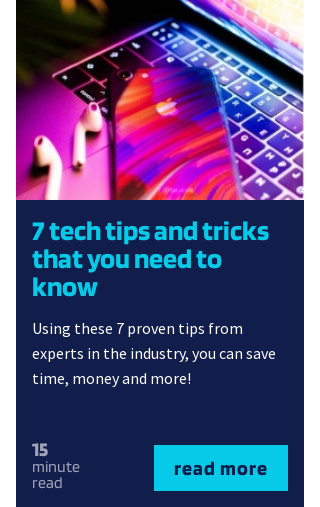 7 tech tips and tricks
that you need to
know
Using these 7 proven tips from
experts in the industry, you can save
time, money and more!
15
minute
read
read more